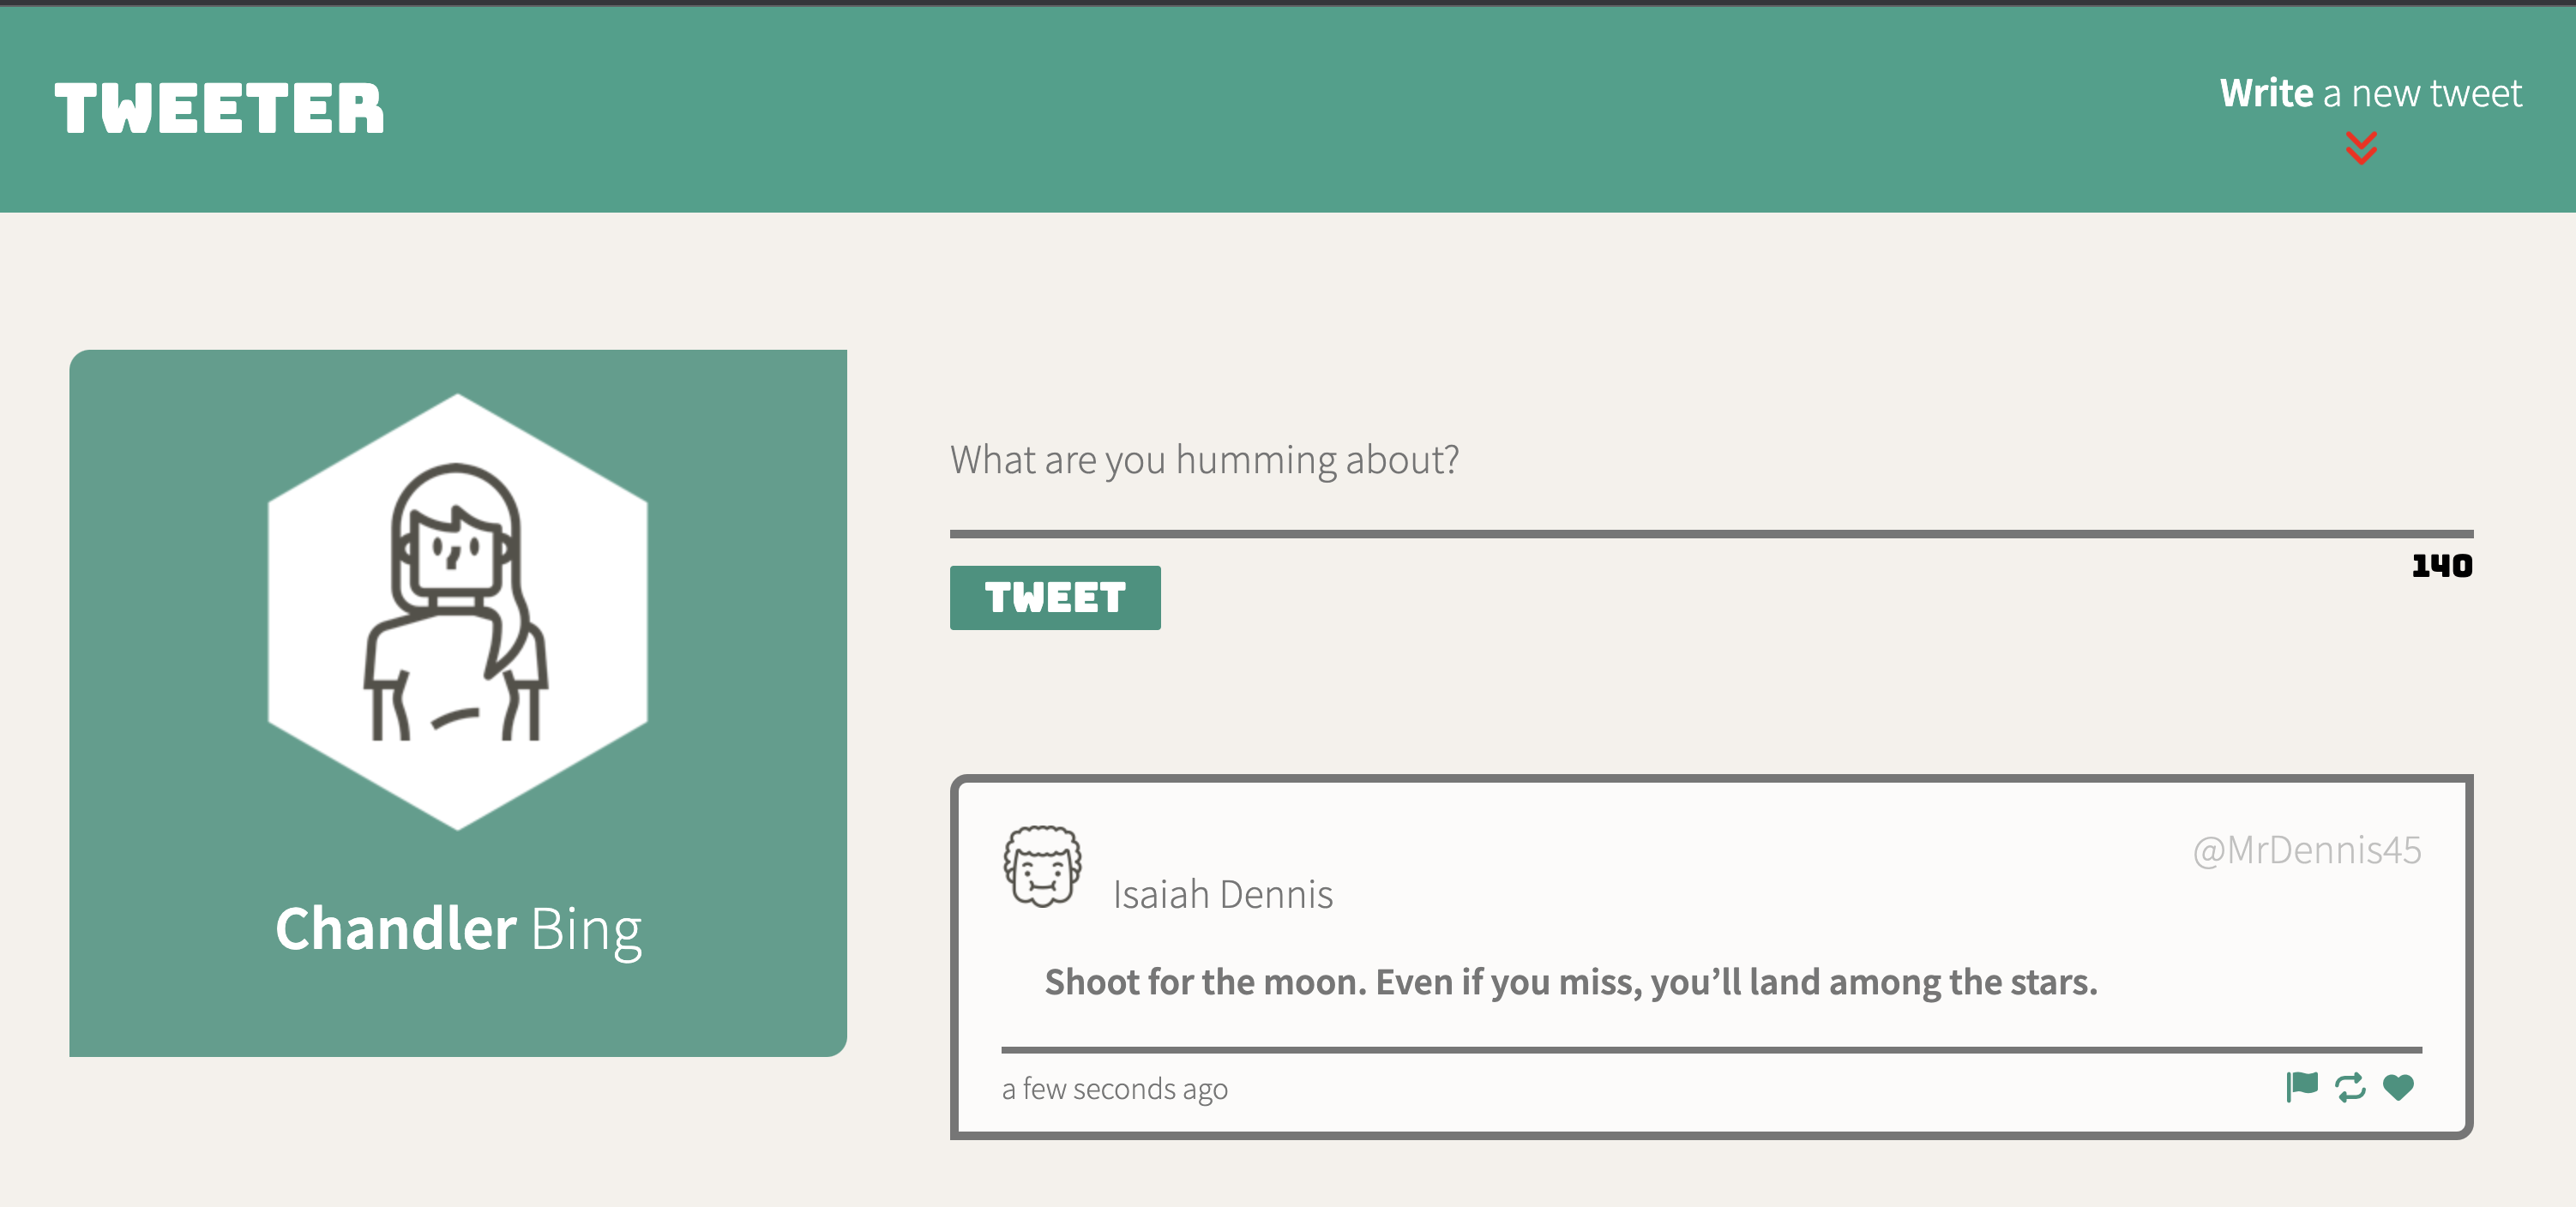 TWEETER
Write a new tweet
Chandler Bing
What are you humming about?
TWEET
140
Isaiah Dennis
@MrDennis45
Shoot for the moon. Even if you miss, you’ll land among the stars.
a few seconds ago